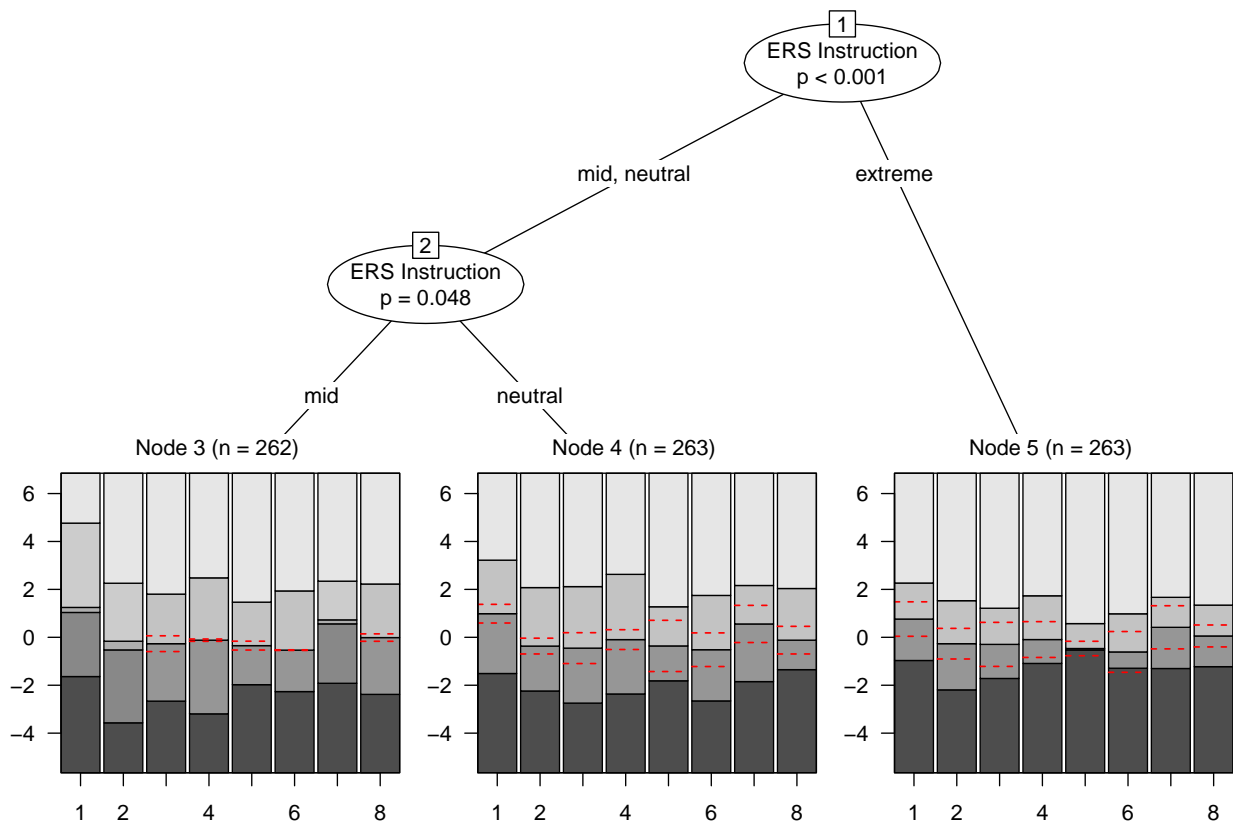 1
ERS Instruction
p < 0.001
mid, neutral
extreme
2
ERS Instruction
p = 0.048
mid
neutral
Node 3 (n = 262)
6
4
2
0
−2
−4
1 2 4 6 8
Node 4 (n = 263)
6
4
2
0
−2
−4
1 2 4 6 8
Node 5 (n = 263)
6
4
2
0
−2
−4
1 2 4 6 8